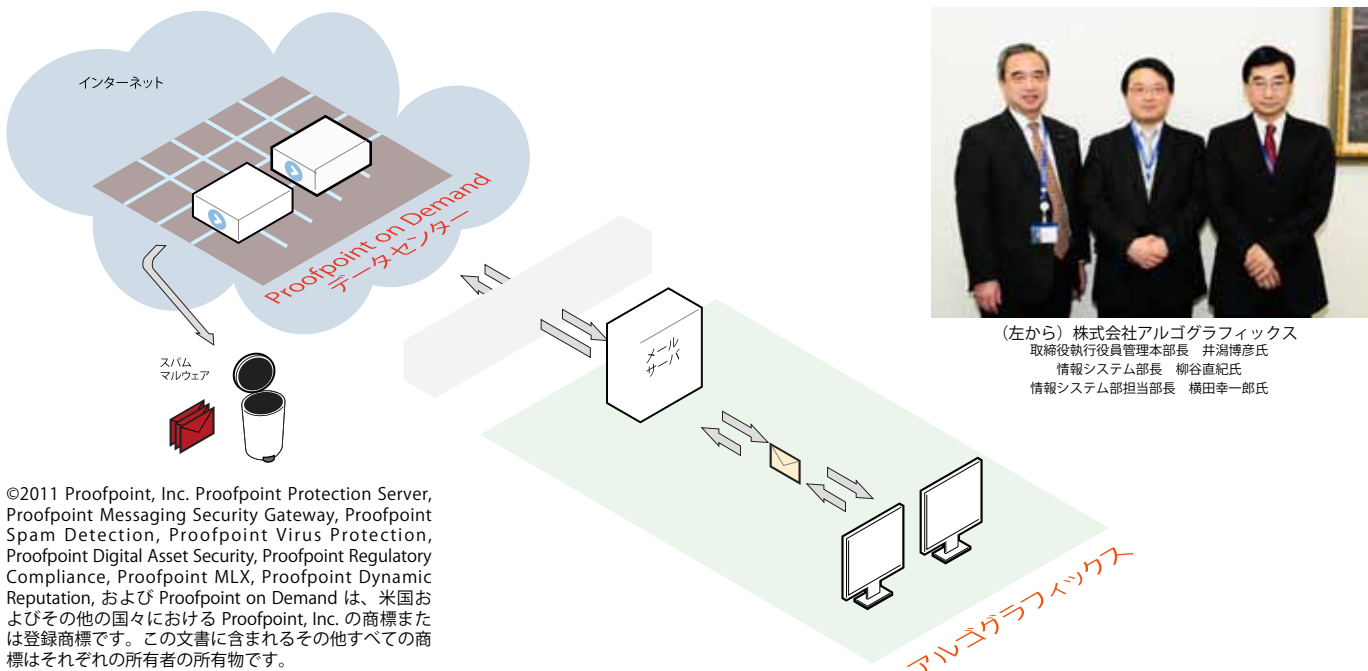 インターネット
Proofpoint on Demand
データセンター
スパム
マルウェア
メール
サーバ
アルゴグラフィックス
(左から）株式会社アルゴグラフィックス
取締役執行役員管理本部長　井潟博彦氏
情報システム部長　柳谷直紀氏
情報システム部担当部長　横田幸一郎氏
©2011 Proofpoint, Inc. Proofpoint Protection Server,
Proofpoint Messaging Security Gateway, Proofpoint
Spam Detection, Proofpoint Virus Protection,
Proofpoint Digital Asset Security, Proofpoint Regulatory
Compliance, Proofpoint MLX, Proofpoint Dynamic
Reputation, および Proofpoint on Demand は、米国お
よびその他の国々における Proofpoint, Inc. の商標また
は登録商標です。この文書に含まれるその他すべての商
標はそれぞれの所有者の所有物です。